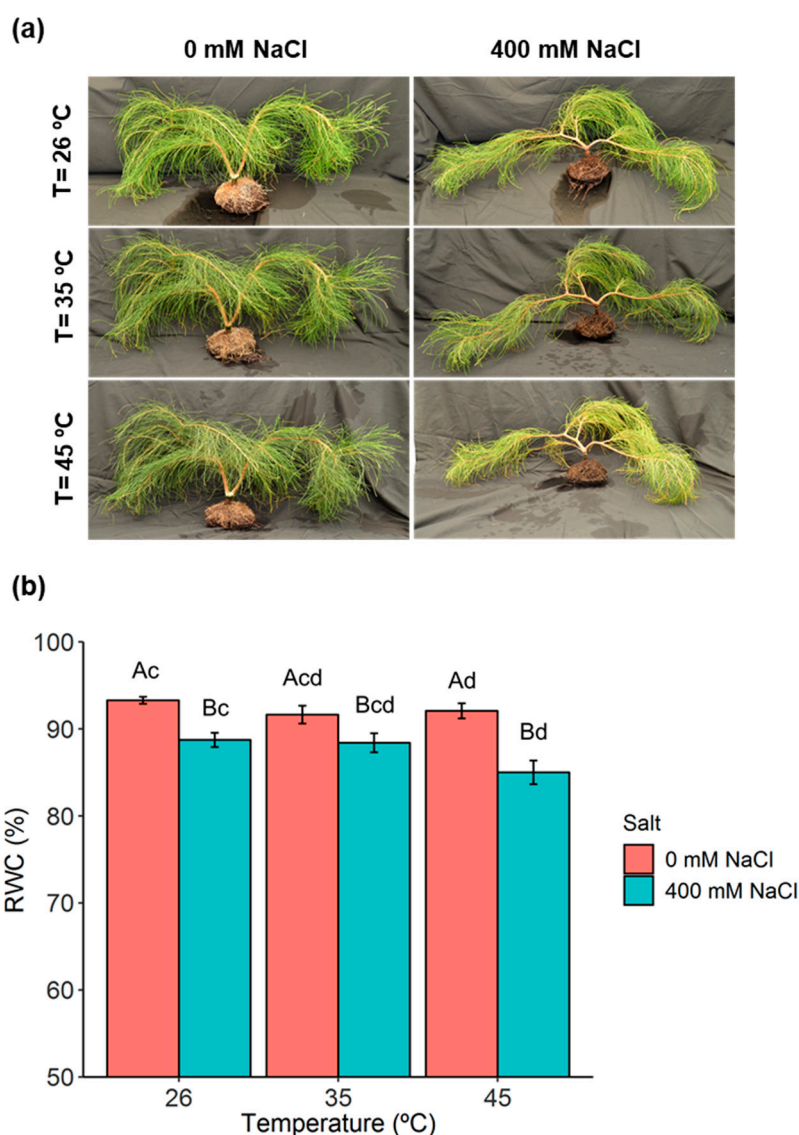 (a)
0 mM NaCl 400 mM NaCl
T= 26 ºC
T= 35 ºC
T= 45 ºC
(b)
100
90
80
70
60
50
RWC (%)
Ac
Bc
Acd
Bcd
Ad
Bd
26 35 45
Temperature (ºC)
Salt
0 mM NaCl
400 mM NaCl